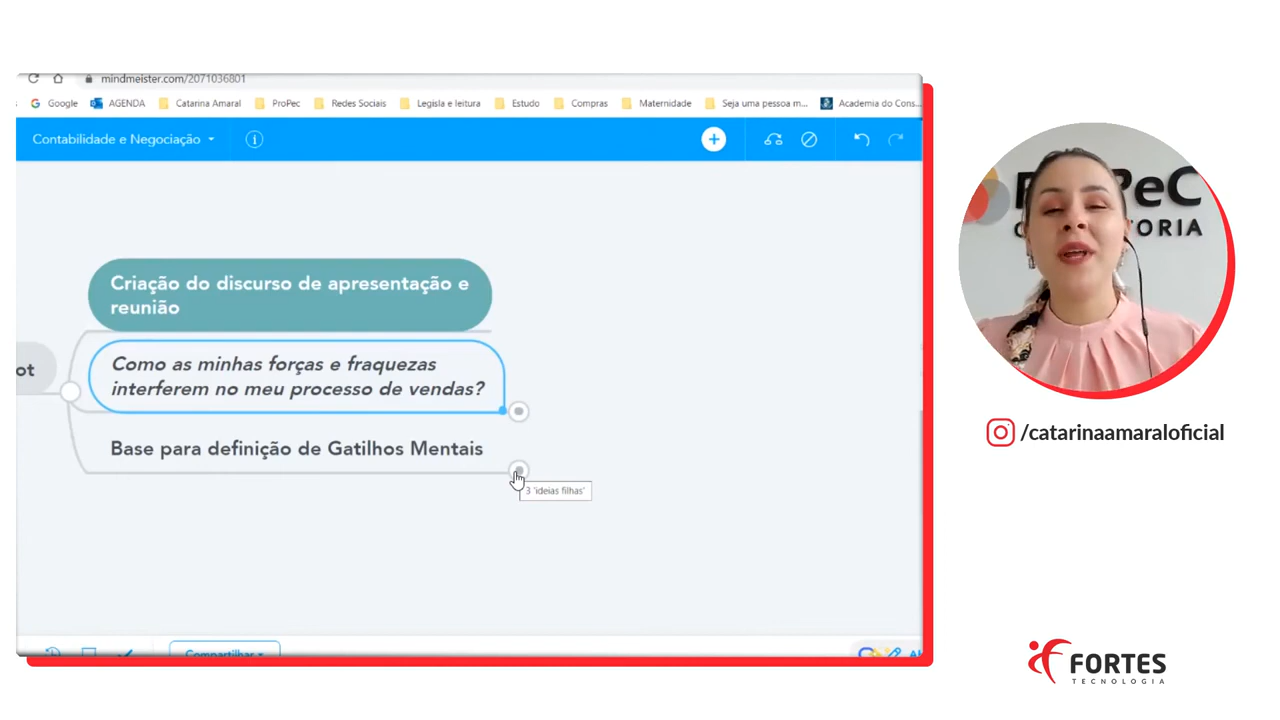 mindmeister.com/2071036801
Google AGENDA Catarina Amaral ProPec Redes Sociais Legisla e leitura Estudo Compras Maternidade Seja uma pessoa m... Academia do Cons...
Contabilidade e Negociação
Criação do discurso de apresentação e
reunião
Como as minhas forças e fraquezas
interferem no meu processo de vendas?
ot
Base para definição de Gatilhos Mentais
3 'ideias filhas'
Compartilhar
/catarinaamaraloficial
FORTES
TECNOLOGIA